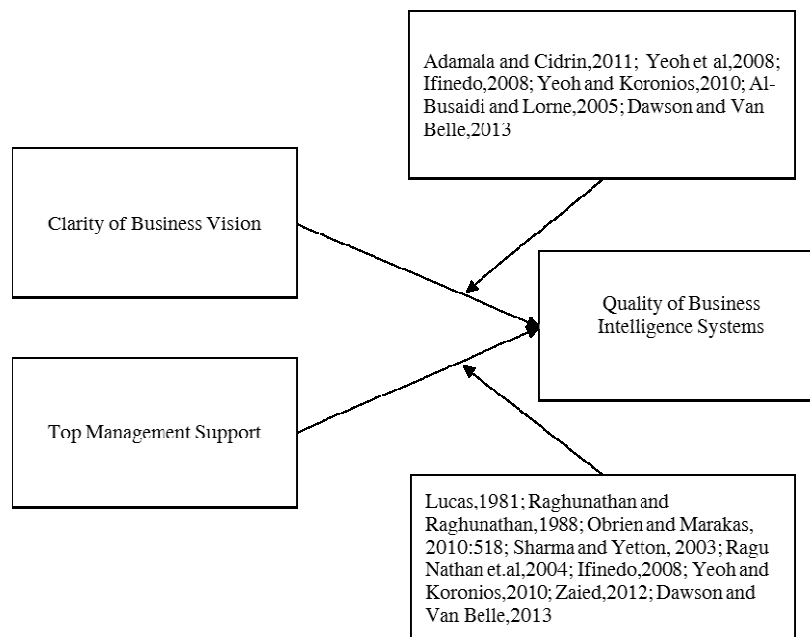 Adamala and Cidrin,2011; Yeoh et al,2008;
Ifinedo,2008; Yeoh and Koronios,2010; Al-
Busaidi and Lorne,2005; Dawson and Van
Belle,2013
Clarity of Business Vision
Quality of Business
Intelligence Systems
Top Management Support
Lucas,1981; Raghunathan and
Raghunathan,1988; Obrien and Marakas,
2010:518; Sharma and Yetton, 2003; Ragu
Nathan et.al,2004; Ifinedo,2008; Yeoh and
Koronios,2010; Zaied,2012; Dawson and
Van Belle,2013